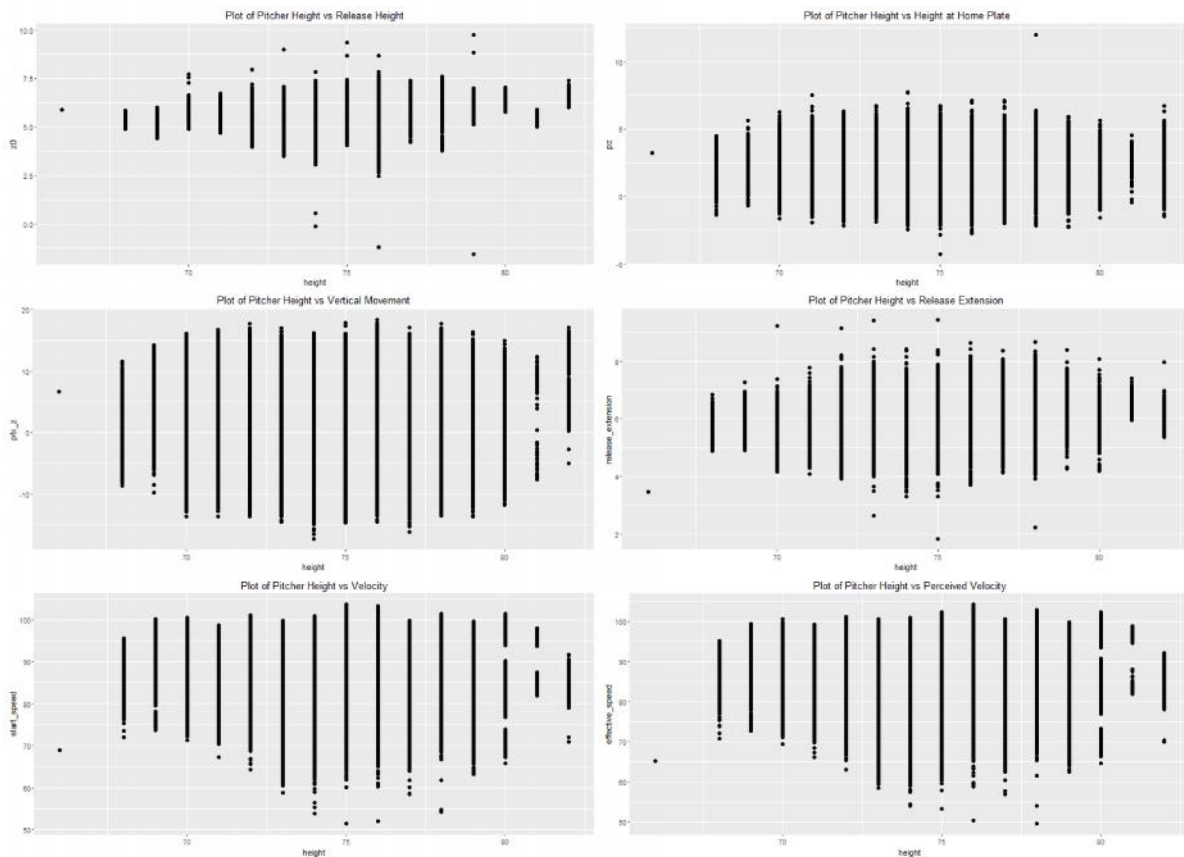 Plot of Pitcher Height vs Release Height
10.0
7.5
5.0
2.5
0.0
z0
70
75
80
height
Plot of Pitcher Height vs Height at Home Plate
10
5
0
-5
pz
70
75
80
height
Plot of Pitcher Height vs Vertical Movement
20
10
0
-10
pfx_z
70
75
80
height
Plot of Pitcher Height vs Release Extension
8
6
4
2
release_extension
70
75
80
height
Plot of Pitcher Height vs Velocity
100
90
80
70
60
50
start_speed
70
75
80
height
Plot of Pitcher Height vs Perceived Velocity
100
90
80
70
60
50
effective_speed
70
75
80
height